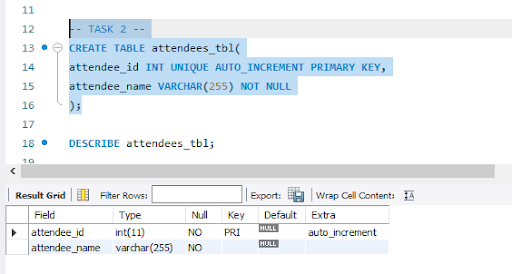 11
12 -- TASK 2 --
13 CREATE TABLE attendees_tbl(
14 attendee_id INT UNIQUE AUTO_INCREMENT PRIMARY KEY,
15 attendee_name VARCHAR(255) NOT NULL
16 );
17
18 DESCRIBE attendees_tbl;
19
Result Grid Filter Rows: Export: Wrap Cell Content: IA
Field Type Null Key Default Extra
attendee_id int(11) NO PRI NULL auto_increment
attendee_name varchar(255) NO NULL